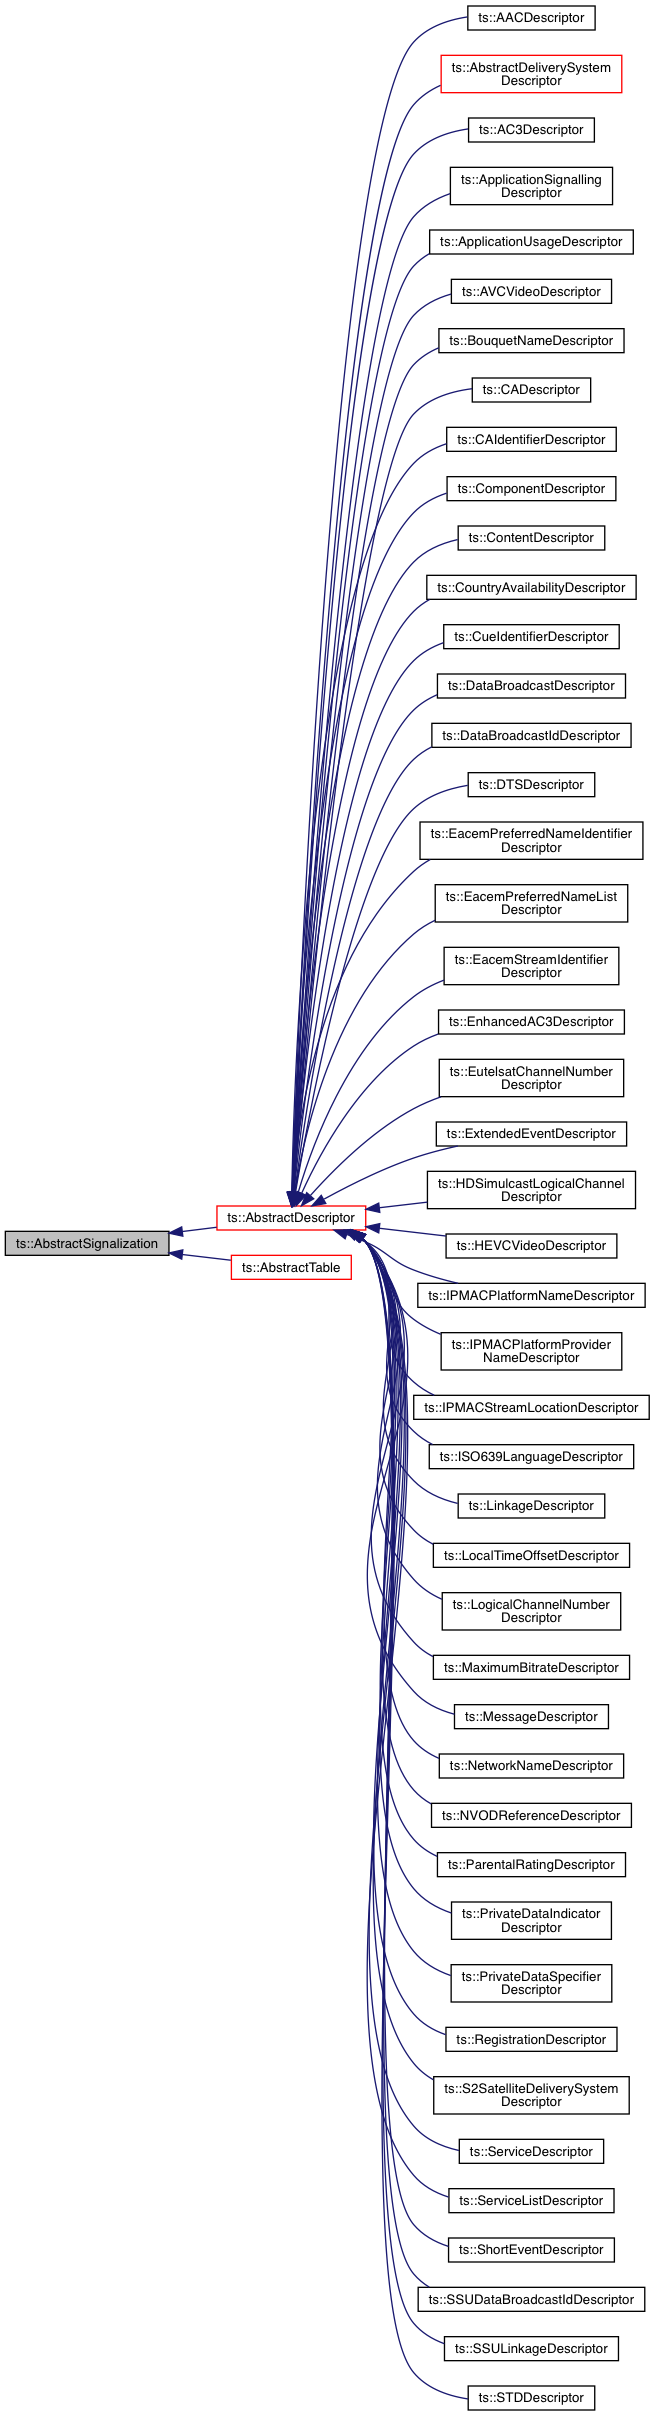 ts::AACDescriptor
ts::AbstractDeliverySystem
Descriptor
ts::AC3Descriptor
ts::ApplicationSignalling
Descriptor
ts::ApplicationUsageDescriptor
ts::AVCVideoDescriptor
ts::BouquetNameDescriptor
ts::CADescriptor
ts::CAIdentifierDescriptor
ts::ComponentDescriptor
ts::ContentDescriptor
ts::CountryAvailabilityDescriptor
ts::CueIdentifierDescriptor
ts::DataBroadcastDescriptor
ts::DataBroadcastIdDescriptor
ts::DTSDescriptor
ts::EacemPreferredNameIdentifier
Descriptor
ts::EacemPreferredNameList
Descriptor
ts::EacemStreamIdentifier
Descriptor
ts::EnhancedAC3Descriptor
ts::EutelsatChannelNumber
Descriptor
ts::ExtendedEventDescriptor
ts::HDSimulcastLogicalChannel
Descriptor
ts::AbstractDescriptor
ts::AbstractSignalization
ts::HEVCVideoDescriptor
ts::AbstractTable
ts::IPMACPlatformNameDescriptor
ts::IPMACPlatformProvider
NameDescriptor
ts::IPMACStreamLocationDescriptor
ts::ISO639LanguageDescriptor
ts::LinkageDescriptor
ts::LocalTimeOffsetDescriptor
ts::LogicalChannelNumber
Descriptor
ts::MaximumBitrateDescriptor
ts::MessageDescriptor
ts::NetworkNameDescriptor
ts::NVODReferenceDescriptor
ts::ParentalRatingDescriptor
ts::PrivateDataIndicator
Descriptor
ts::PrivateDataSpecifier
Descriptor
ts::RegistrationDescriptor
ts::S2SatelliteDeliverySystem
Descriptor
ts::ServiceDescriptor
ts::ServiceListDescriptor
ts::ShortEventDescriptor
ts::SSUDataBroadcastIdDescriptor
ts::SSULinkageDescriptor
ts::STDDescriptor